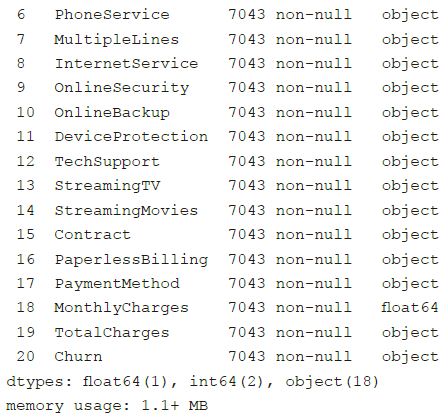 6 PhoneService 7043 non-null object
7 MultipleLines 7043 non-null object
8 InternetService 7043 non-null object
9 OnlineSecurity 7043 non-null object
10 OnlineBackup 7043 non-null object
11 DeviceProtection 7043 non-null object
12 TechSupport 7043 non-null object
13 StreamingTV 7043 non-null object
14 StreamingMovies 7043 non-null object
15 Contract 7043 non-null object
16 PaperlessBilling 7043 non-null object
17 PaymentMethod 7043 non-null object
18 MonthlyCharges 7043 non-null float64
19 TotalCharges 7043 non-null object
20 Churn 7043 non-null object
dtypes: float64(1), int64(2), object(18)
memory usage: 1.1+ MB